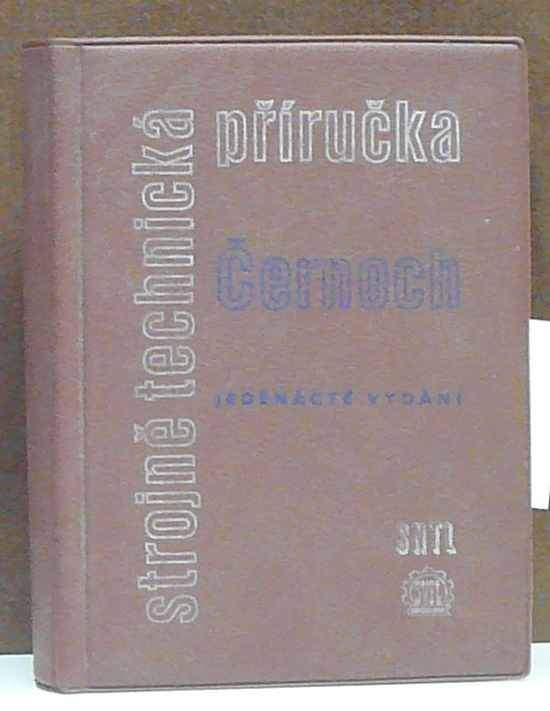 strojně technická
příručka
Černoch
JEDENÁCTÉ VYDÁNÍ
SNTL